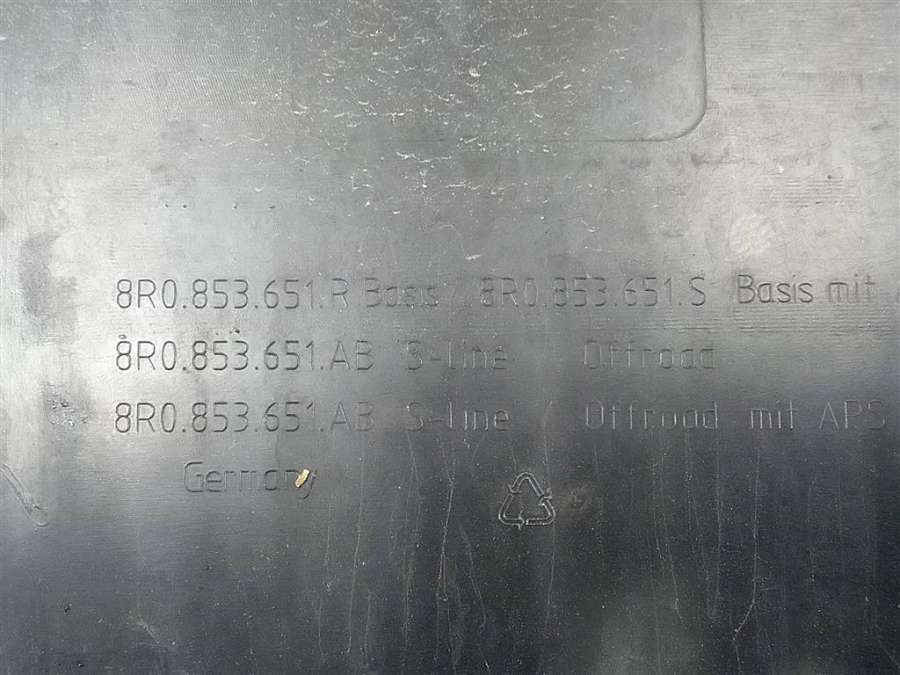 8R0.853.651.R Basis / 8R0.853.651.S Basis mit
8R0.853.651.AB S-line Offroad
8R0.853.651.AB S-line Offroad mit APS
Germany